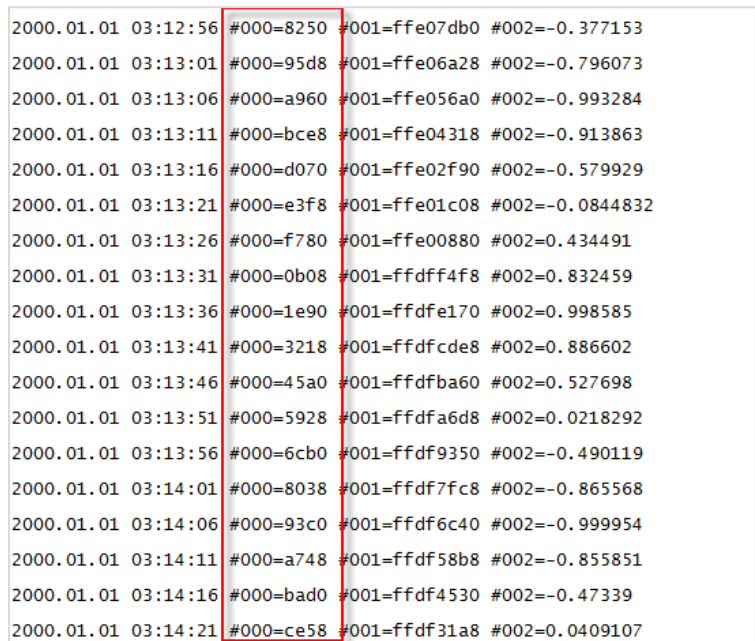 2000.01.01 03:12:56 #000=8250 #001=ffe07db0 #002=-0.377153
2000.01.01 03:13:01 #000=95d8 #001=ffe06a28 #002=-0.796073
2000.01.01 03:13:06 #000=a960 #001=ffe056a0 #002=-0.993284
2000.01.01 03:13:11 #000=bce8 #001=ffe04318 #002=-0.913863
2000.01.01 03:13:16 #000=d070 #001=ffe02f90 #002=-0.579929
2000.01.01 03:13:21 #000=e3f8 #001=ffe01c08 #002=-0.0844832
2000.01.01 03:13:26 #000=f780 #001=ffe00880 #002=0.434491
2000.01.01 03:13:31 #000=0b08 #001=ffdff4f8 #002=0.832459
2000.01.01 03:13:36 #000=1e90 #001=ffdfe170 #002=0.998585
2000.01.01 03:13:41 #000=3218 #001=ffdfcde8 #002=0.886602
2000.01.01 03:13:46 #000=45a0 #001=ffdfba60 #002=0.527698
2000.01.01 03:13:51 #000=5928 #001=ffdfa6d8 #002=0.0218292
2000.01.01 03:13:56 #000=6cb0 #001=ffdf9350 #002=-0.490119
2000.01.01 03:14:01 #000=8038 #001=ffdf7fc8 #002=-0.865568
2000.01.01 03:14:06 #000=93c0 #001=ffdf6c40 #002=-0.999954
2000.01.01 03:14:11 #000=a748 #001=ffdf58b8 #002=-0.855851
2000.01.01 03:14:16 #000=bad0 #001=ffdf4530 #002=-0.47339
2000.01.01 03:14:21 #000=ce58 #001=ffdf31a8 #002=0.0409107